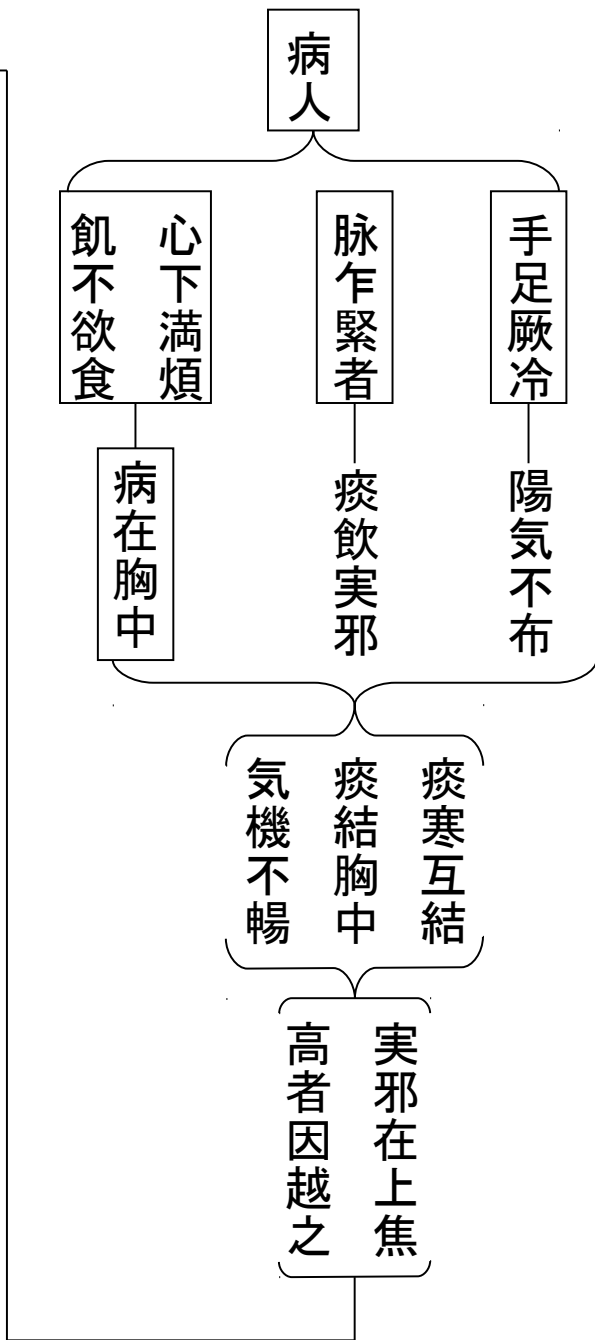 病人
手足厥冷
脉乍緊者
心下満煩
飢不欲食
陽気不布
痰飲実邪
病在胸中
痰寒互結
痰結胸中
気機不暢
実邪在上焦
高者因越之